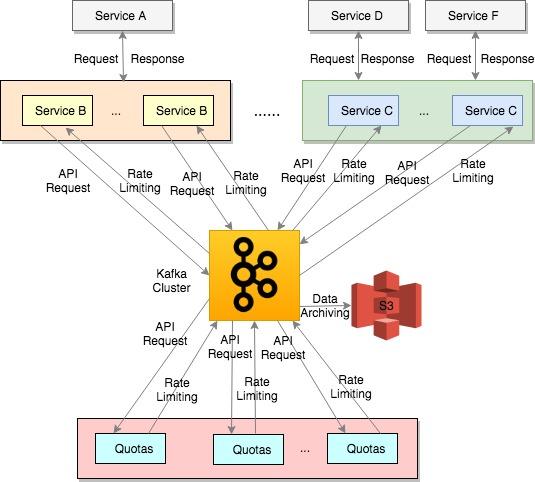 Service A
Service D
Service F
Request
Response
Request
Response
Request
Response
Service B
...
Service B
......
Service C
...
Service C
API
Request
Rate
Limiting
API
Request
Rate
Limiting
API
Request
Rate
Limiting
API
Request
Rate
Limiting
Kafka
Cluster
Data
Archiving
S3
API
Request
Rate
Limiting
API
Request
Rate
Limiting
API
Request
Rate
Limiting
Quotas
Quotas
...
Quotas